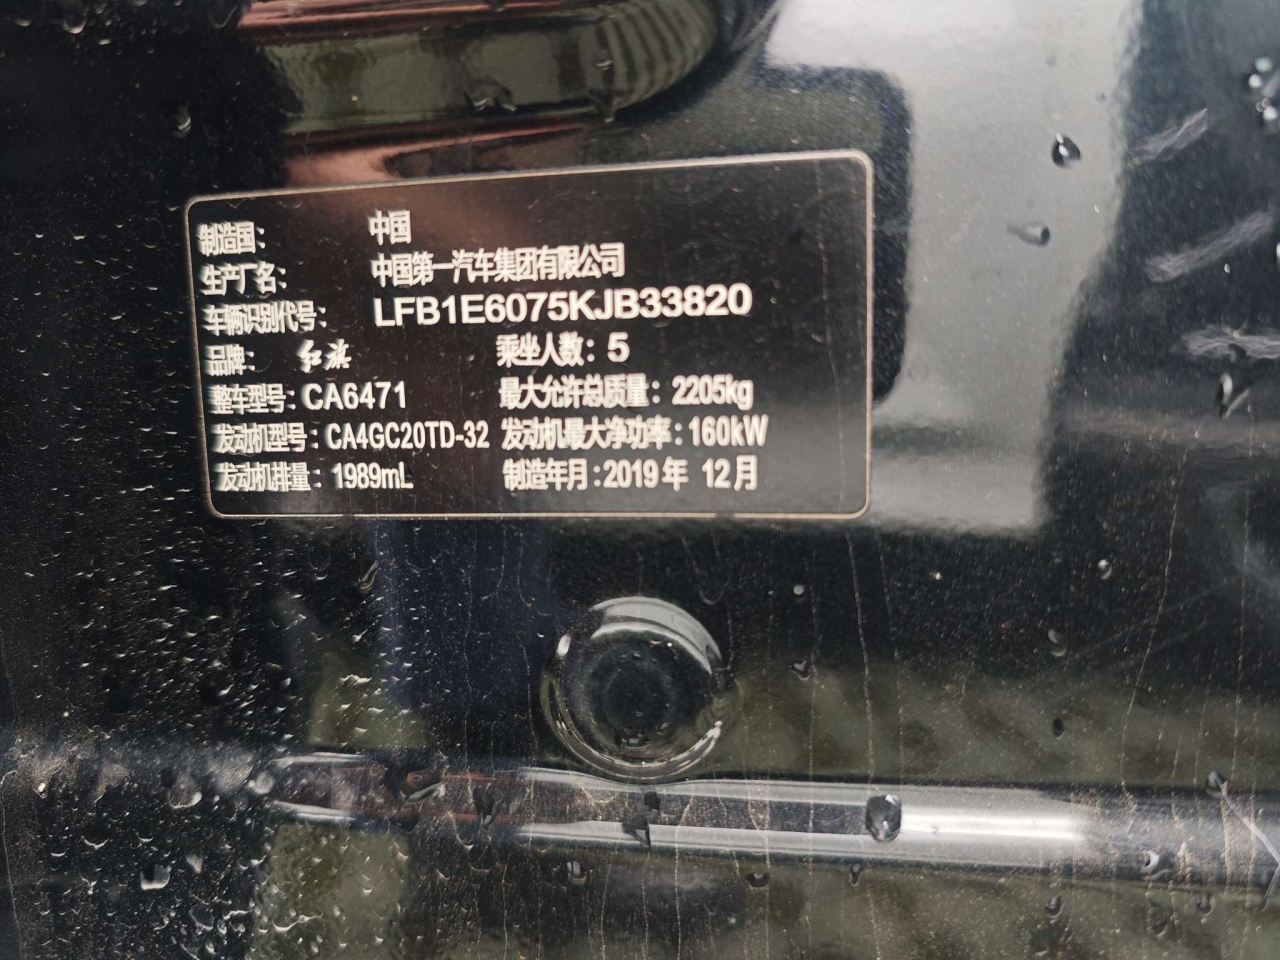 制造国： 中国
生产厂名： 中国第一汽车集团有限公司
车辆识别代号： LFB1E6075KJB33820
品牌： 红旗 乘坐人数：5
整车型号：CA6471 最大允许总质量：2205kg
发动机型号：CA4GC20TD-32 发动机最大净功率：160kW
发动机排量：1989mL 制造年月：2019年 12月